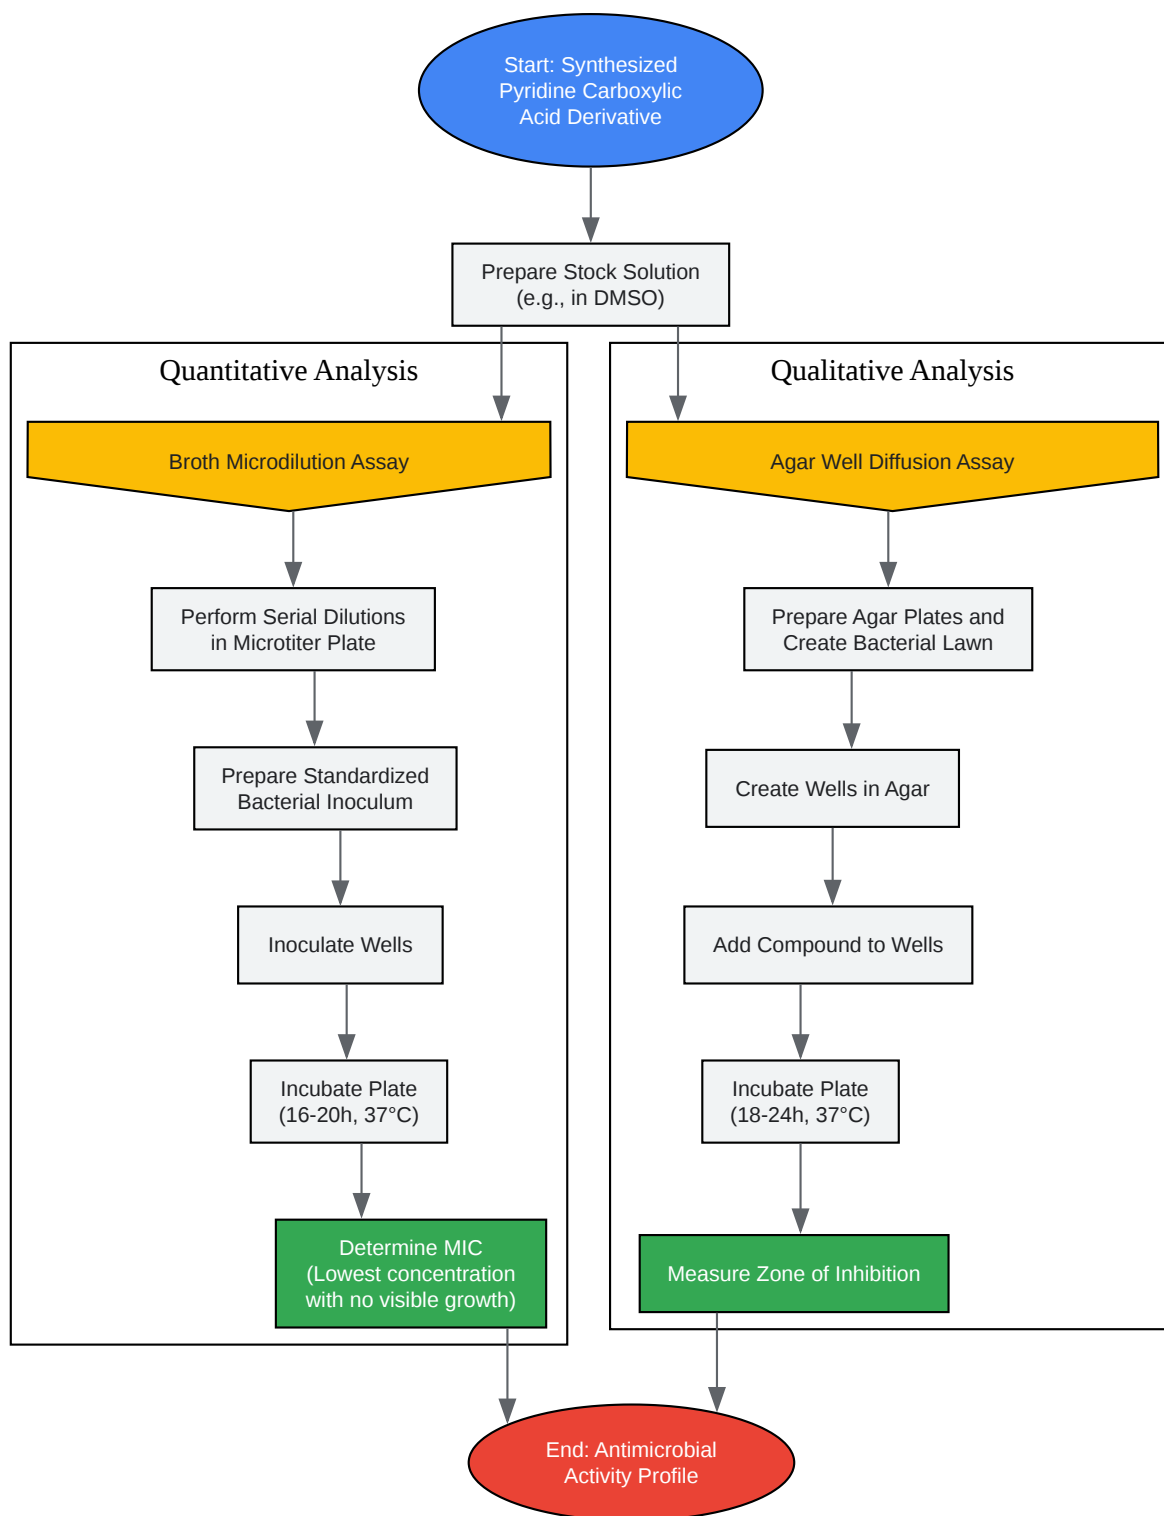 Start: Synthesized
Pyridine Carboxylic
Acid Derivative
Prepare Stock Solution
(e.g., in DMSO)
Quantitative Analysis
Broth Microdilution Assay
Perform Serial Dilutions
in Microtiter Plate
Prepare Standardized
Bacterial Inoculum
Inoculate Wells
Incubate Plate
(16-20h, 37°C)
Determine MIC
(Lowest concentration
with no visible growth)
Qualitative Analysis
Agar Well Diffusion Assay
Prepare Agar Plates and
Create Bacterial Lawn
Create Wells in Agar
Add Compound to Wells
Incubate Plate
(18-24h, 37°C)
Measure Zone of Inhibition
End: Antimicrobial
Activity Profile